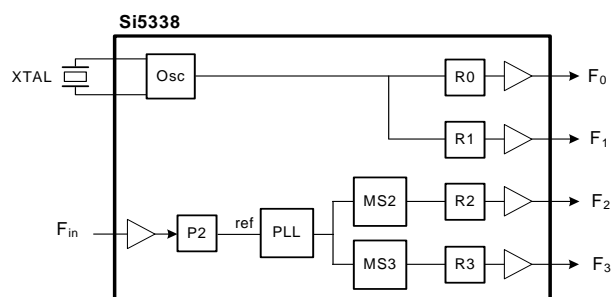 Si5338
XTAL
Osc
R0
F0
R1
F1
MS2
R2
F2
Fin
P2
ref
PLL
MS3
R3
F3